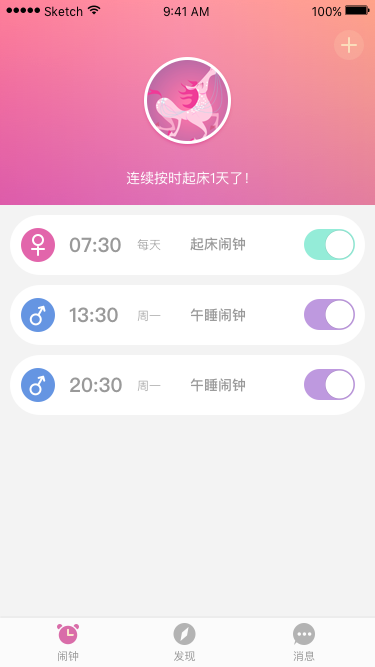 Sketch 9:41 AM 100%
连续按时起床1天了！
07:30 每天 起床闹钟
13:30 周一 午睡闹钟
20:30 周一 午睡闹钟
闹钟 发现 消息